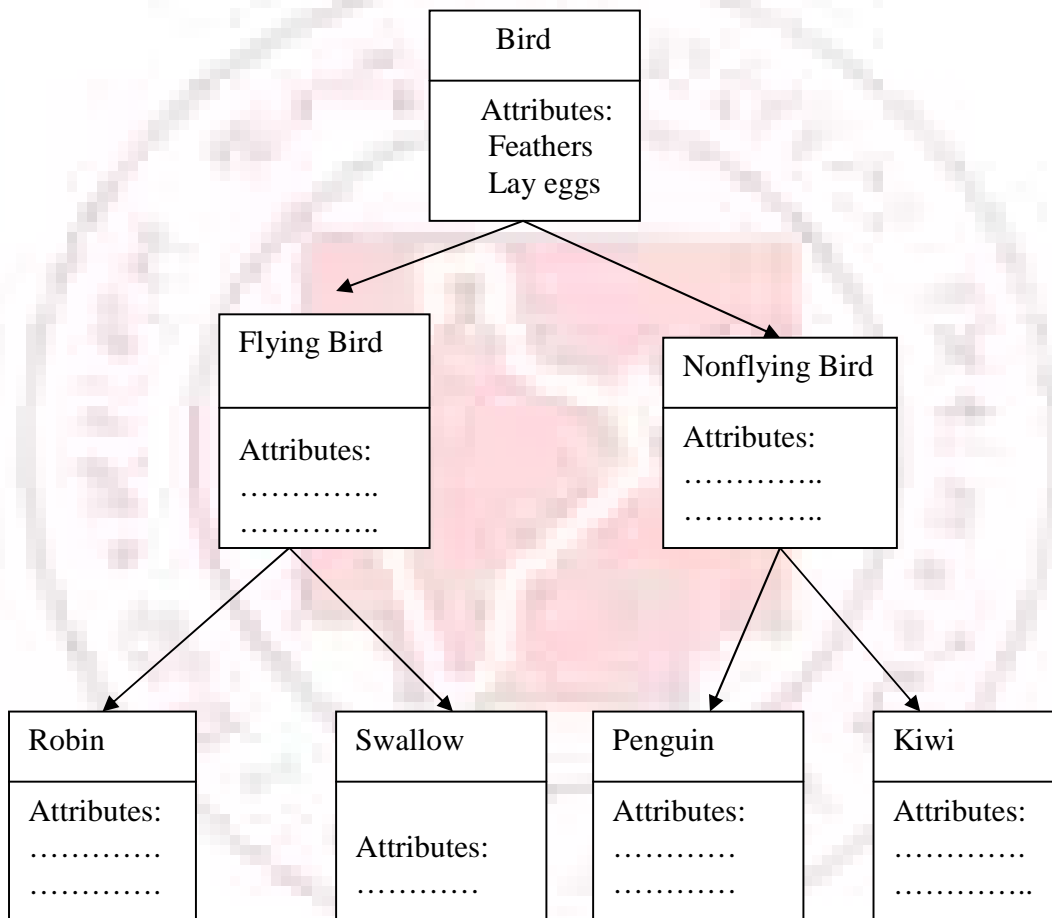 Bird
Attributes:
Feathers
Lay eggs
Flying Bird
Attributes:
…………..
…………..
Nonflying Bird
Attributes:
…………..
…………..
Robin
Attributes:
………….
………….
Swallow
Attributes:
…………
Penguin
Attributes:
…………
…………
Kiwi
Attributes:
………….
…………..